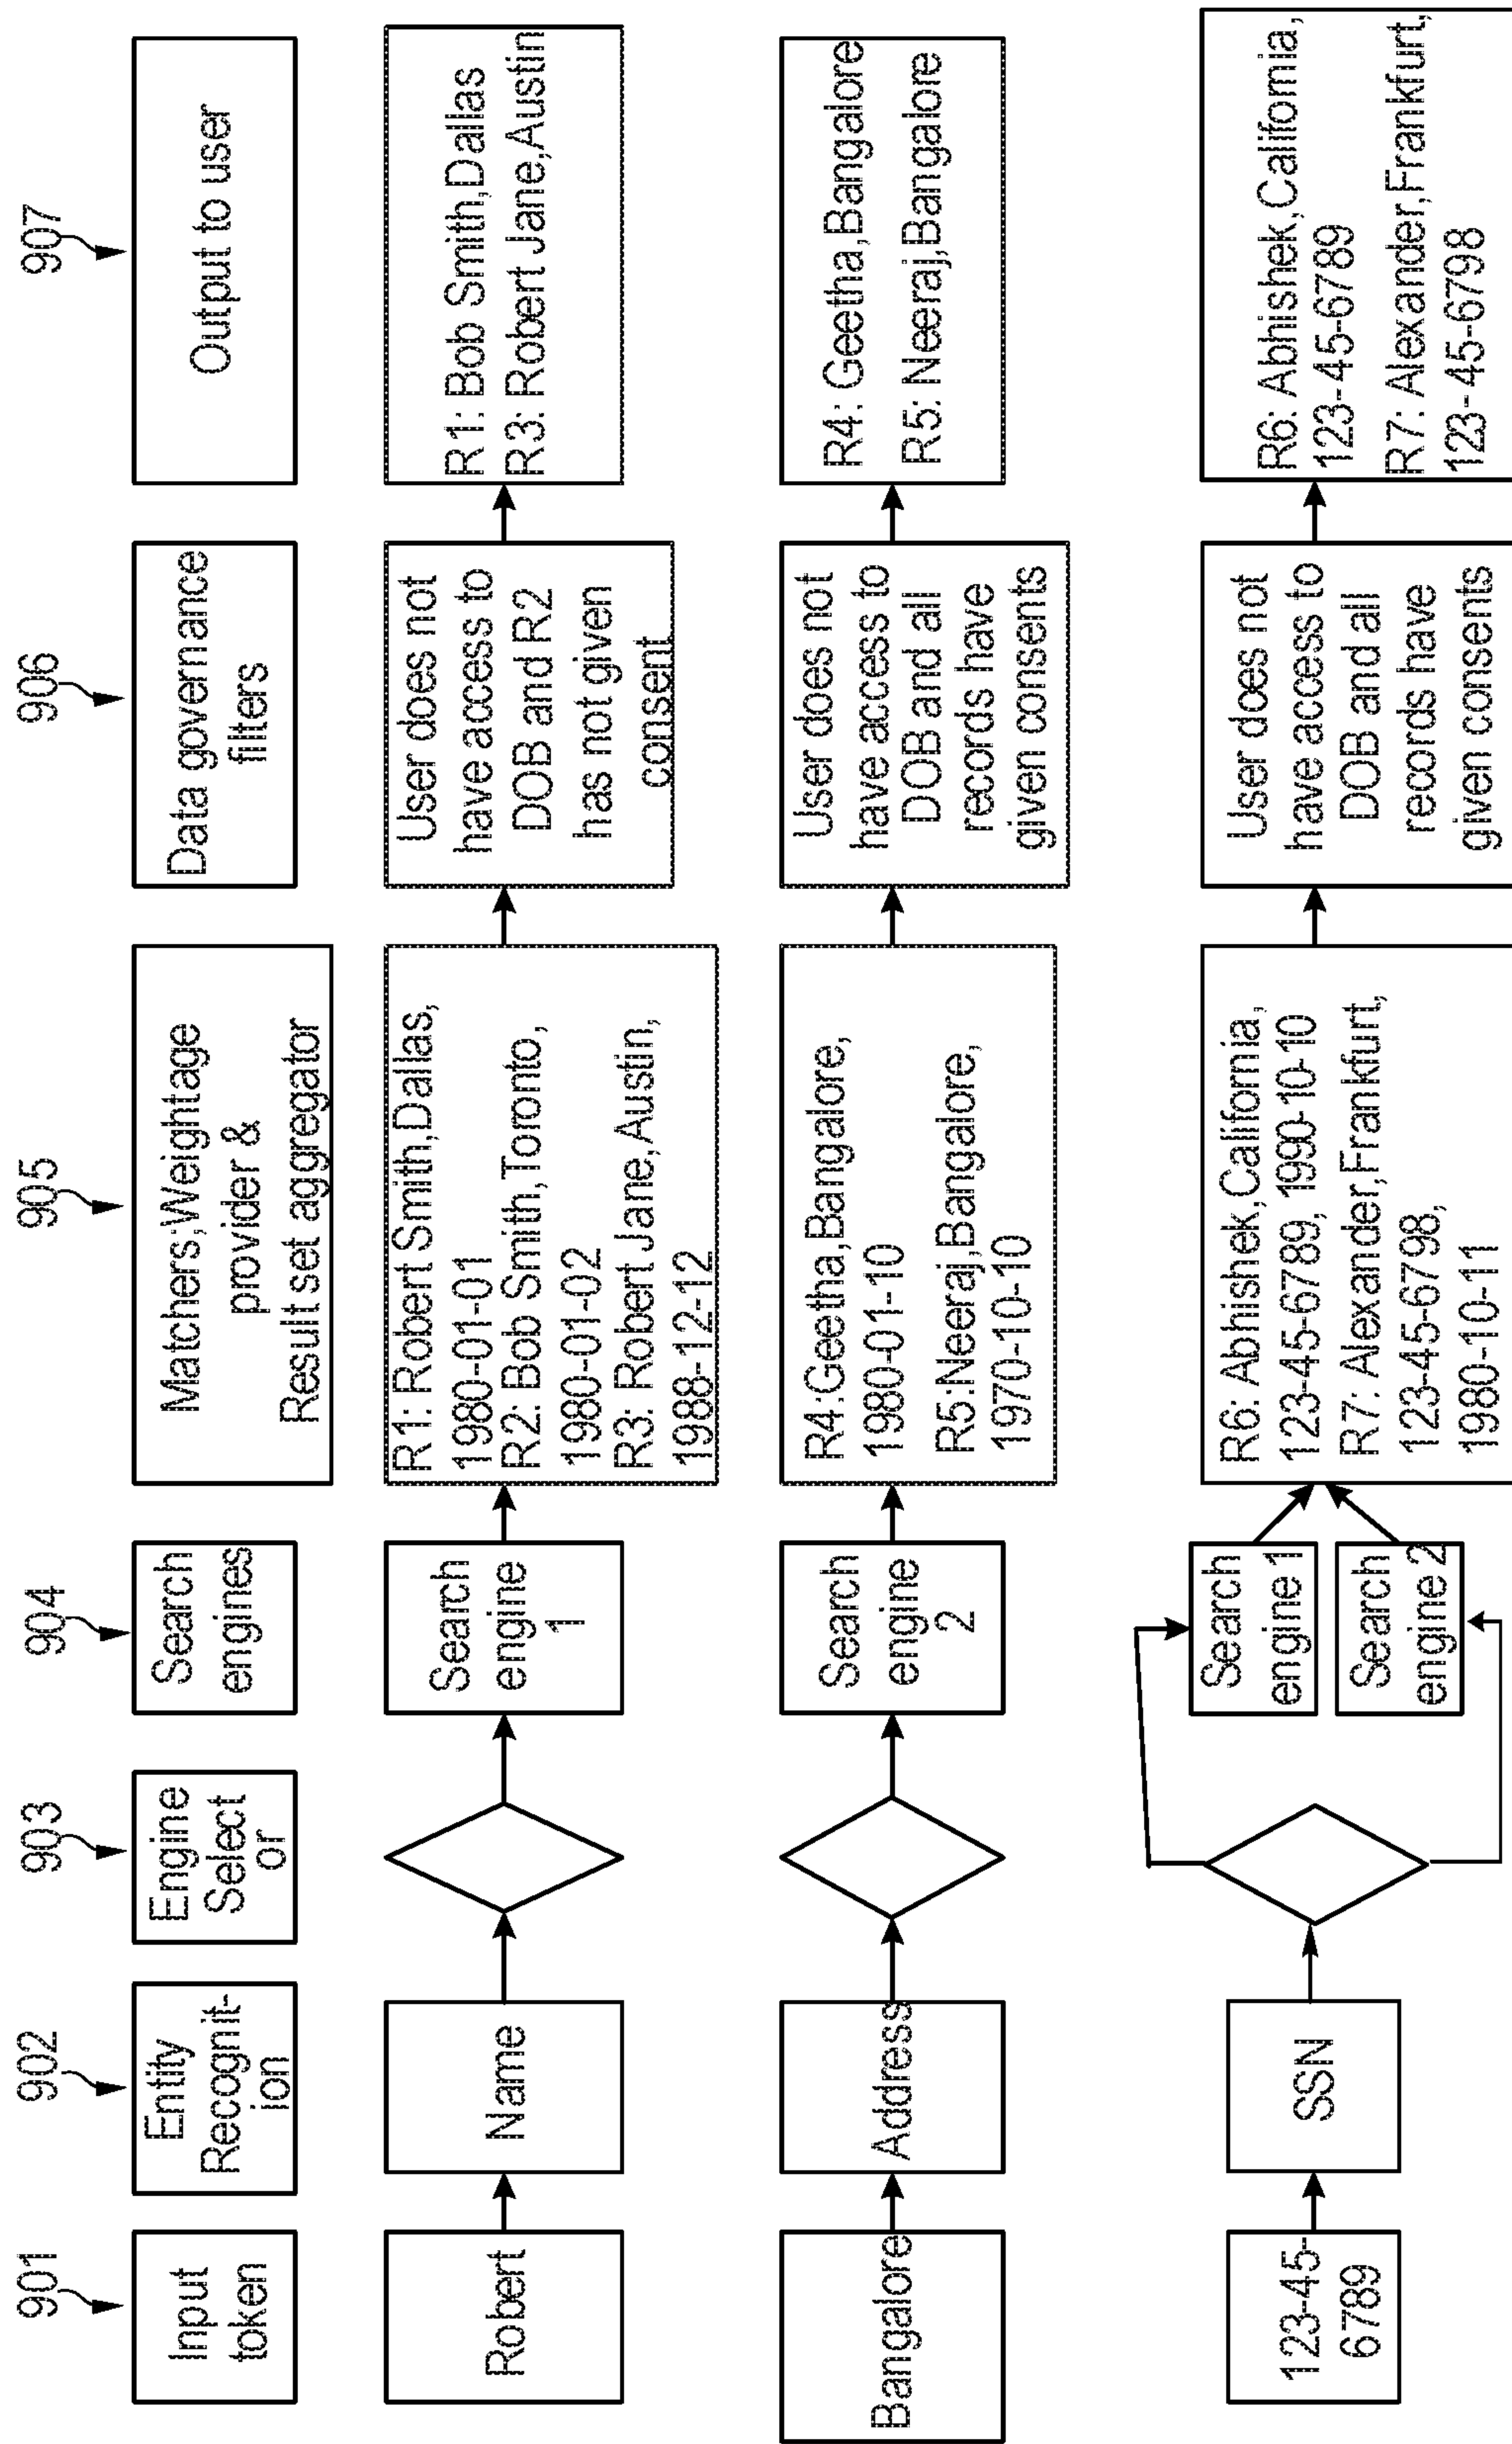 901
902
903
904
905
906
907
Input
token
Entity
Recognit-
ion
Engine
Select
or
Search
engines
Matchers;Weightage
provider &
Result set aggregator
Data governance
filters
Output to user
Robert
Name
Search
engine
1
R1: Robert Smith,Dallas,
1980-01-01
R2: Bob Smith,Toronto,
1980-01-02
R3: Robert Jane,Austin,
1988-12-12
User does not
have access to
DOB and R2
has not given
consent
R1: Bob Smith,Dallas
R3: Robert Jane,Austin
Bangalore
Address
Search
engine
2
R4:Geetha,Bangalore,
1980-01-10
R5:Neeraj,Bangalore,
1970-10-10
User does not
have access to
DOB and all
records have
given consents
R4: Geetha,Bangalore
R5: Neeraj,Bangalore
123-45-
6789
SSN
Search
engine 1
Search
engine 2
R6: Abhishek,California,
123-45-6789, 1990-10-10
R7: Alexander,Frankfurt,
123-45-6798,
1980-10-11
User does not
have access to
DOB and all
records have
given consents
R6: Abhishek,California,
123-45-6789
R7: Alexander,Frankfurt,
123-45-6798